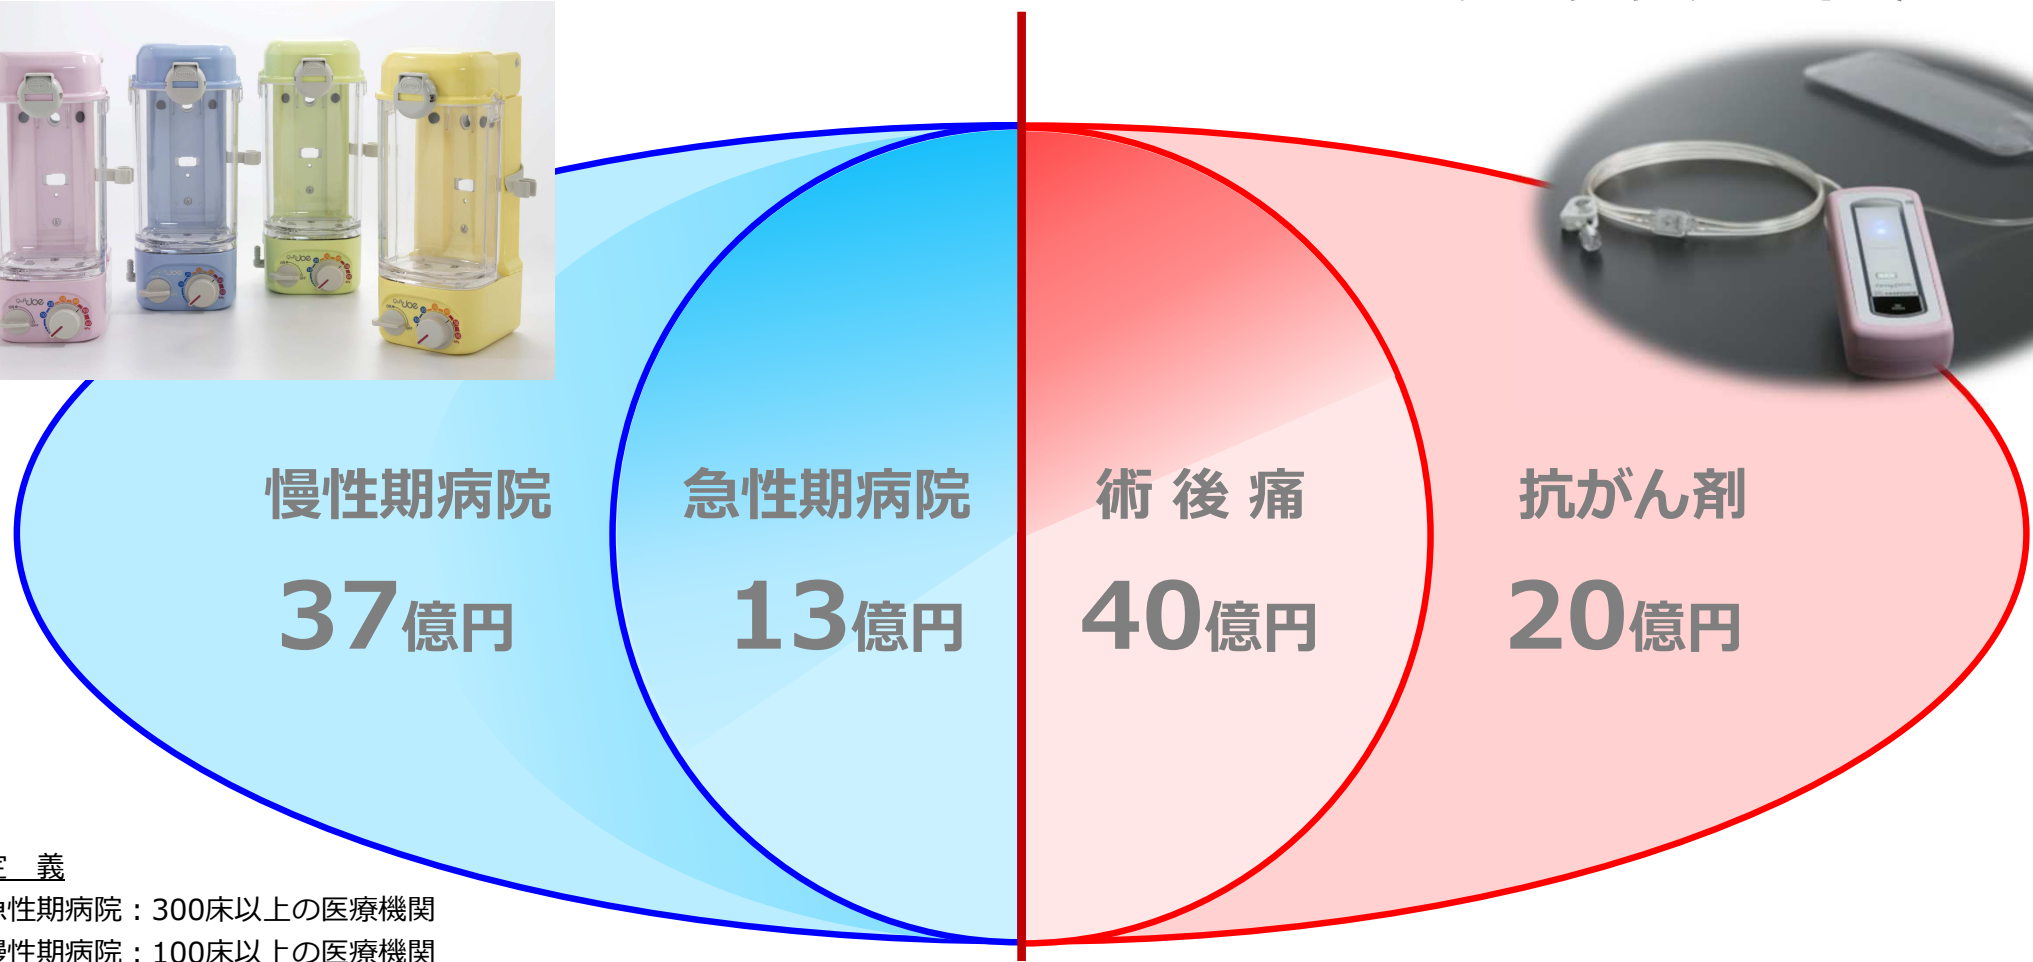 慢性期病院
急性期病院
術 後 痛
抗がん剤
37億円
13億円
40億円
20億円
定 義
急性期病院：300床以上の医療機関
慢性期病院：100床以上の医療機関